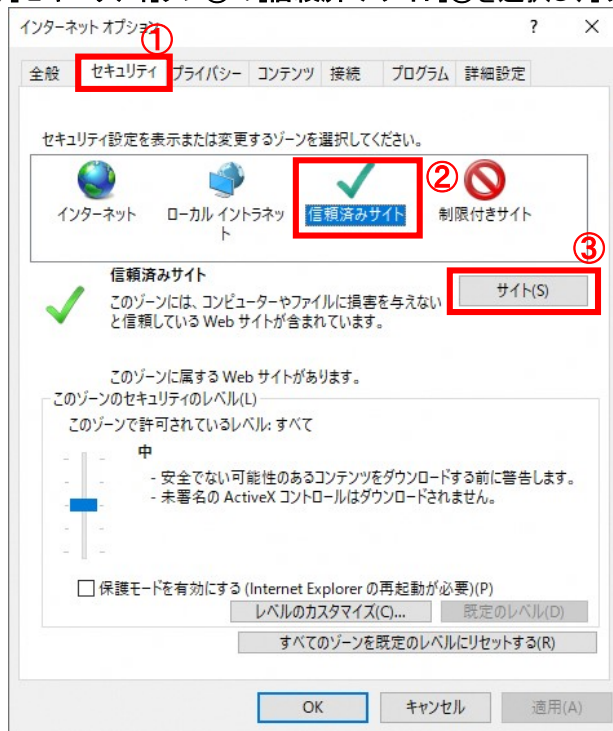 インターネット オプション
?
×
①
全般
セキュリティ
プライバシー
コンテンツ
接続
プログラム
詳細設定
セキュリティ設定を表示または変更するゾーンを選択してください。
②
インターネット
ローカル イントラネッ
ト
信頼済みサイト
制限付きサイト
③
信頼済みサイト
サイト(S)
このゾーンには、コンピューターやファイルに損害を与えない
と信頼している Web サイトが含まれています。
このゾーンに属する Web サイトがあります。
このゾーンのセキュリティのレベル(L)
このゾーンで許可されているレベル: すべて
中
- 安全でない可能性のあるコンテンツをダウンロードする前に警告します。
- 未署名の ActiveX コントロールはダウンロードされません。
保護モードを有効にする (Internet Explorer の再起動が必要)(P)
レベルのカスタマイズ(C)...
既定のレベル(D)
すべてのゾーンを既定のレベルにリセットする(R)
OK
キャンセル
適用(A)